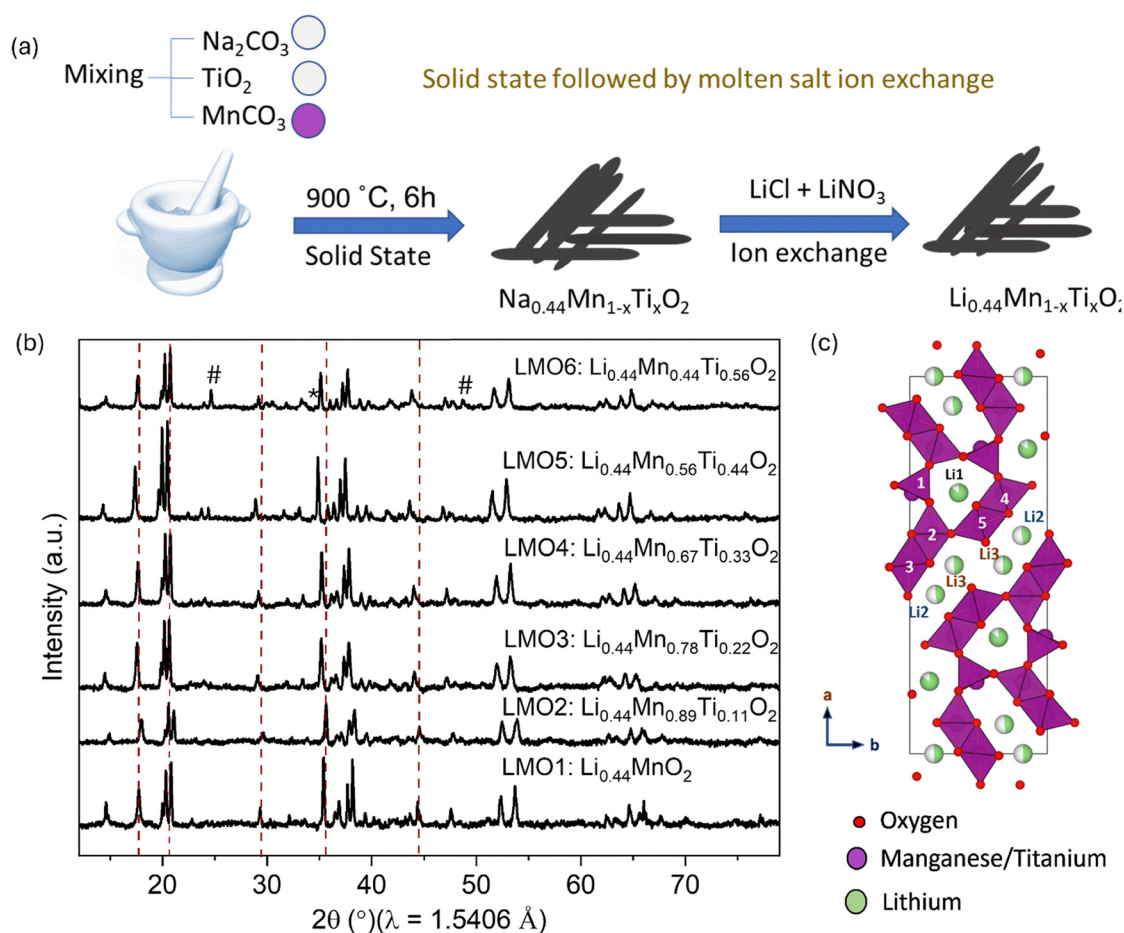 (a)
Mixing
Na₂CO₃
TiO₂
MnCO₃
Solid state followed by molten salt ion exchange
900 ˚C, 6h
Solid State
LiCl + LiNO₃
Ion exchange
Na₀.₄₄Mn₁₋ₓTiₓO₂
Li₀.₄₄Mn₁₋ₓTiₓO₂
(b)
Intensity (a.u.)
# * #
LMO6: Li₀.₄₄Mn₀.₄₄Ti₀.₅₆O₂
LMO5: Li₀.₄₄Mn₀.₅₆Ti₀.₄₄O₂
LMO4: Li₀.₄₄Mn₀.₆₇Ti₀.₃₃O₂
LMO3: Li₀.₄₄Mn₀.₇₈Ti₀.₂₂O₂
LMO2: Li₀.₄₄Mn₀.₈₉Ti₀.₁₁O₂
LMO1: Li₀.₄₄MnO₂
20 30 40 50 60 70
2θ (°)(λ = 1.5406 Å)
(c)
1
Li1
4
2
5
Li2
3
Li3
Li3
Li2
a
b
Oxygen
Manganese/Titanium
Lithium